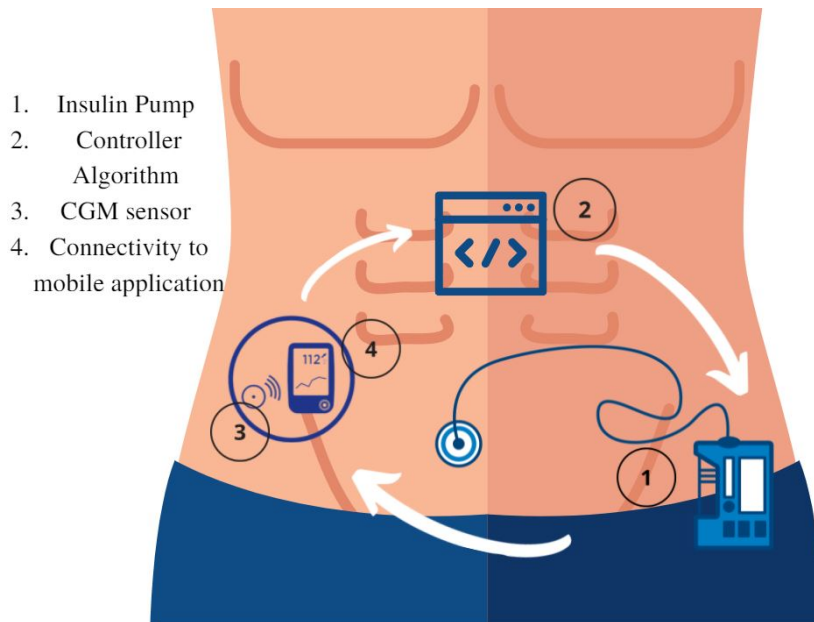 1. Insulin Pump
2. Controller
Algorithm
3. CGM sensor
4. Connectivity to
mobile application
2
</>
112
4
3
1